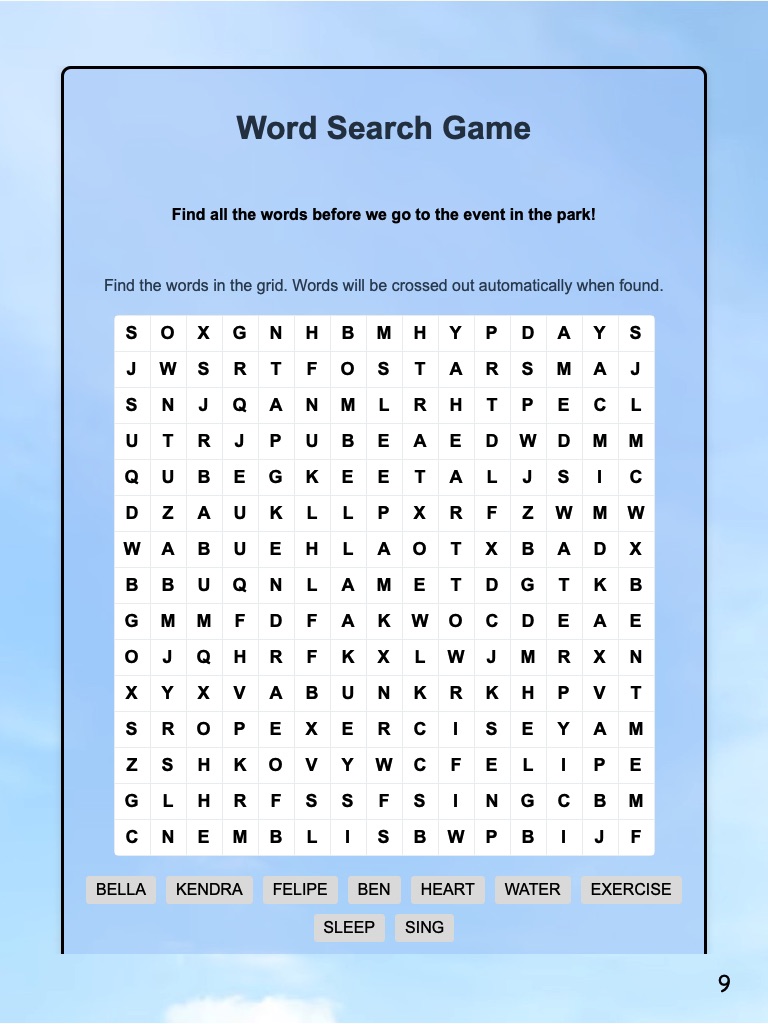 Word Search Game
Find all the words before we go to the event in the park!
Find the words in the grid. Words will be crossed out automatically when found.
S O X G N H B M H Y P D A Y S
J W S R T F O S T A R S M A J
S N J Q A N M L R H T P E C L
U T R J P U B E A E D W D M M
Q U B E G K E E T A L J S I C
D Z A U K L L P X R F Z W M W
W A B U E H L A O T X B A D X
B B U Q N L A M E T D G T K B
G M M F D F A K W O C D E A E
O J Q H R F K X L W J M R X N
X Y X V A B U N K R K H P V T
S R O P E X E R C I S E Y A M
Z S H K O V Y W C F E L I P E
G L H R F S S F S I N G C B M
C N E M B L I S B W P B I J F
BELLA KENDRA FELIPE BEN HEART WATER EXERCISE
SLEEP SING
9